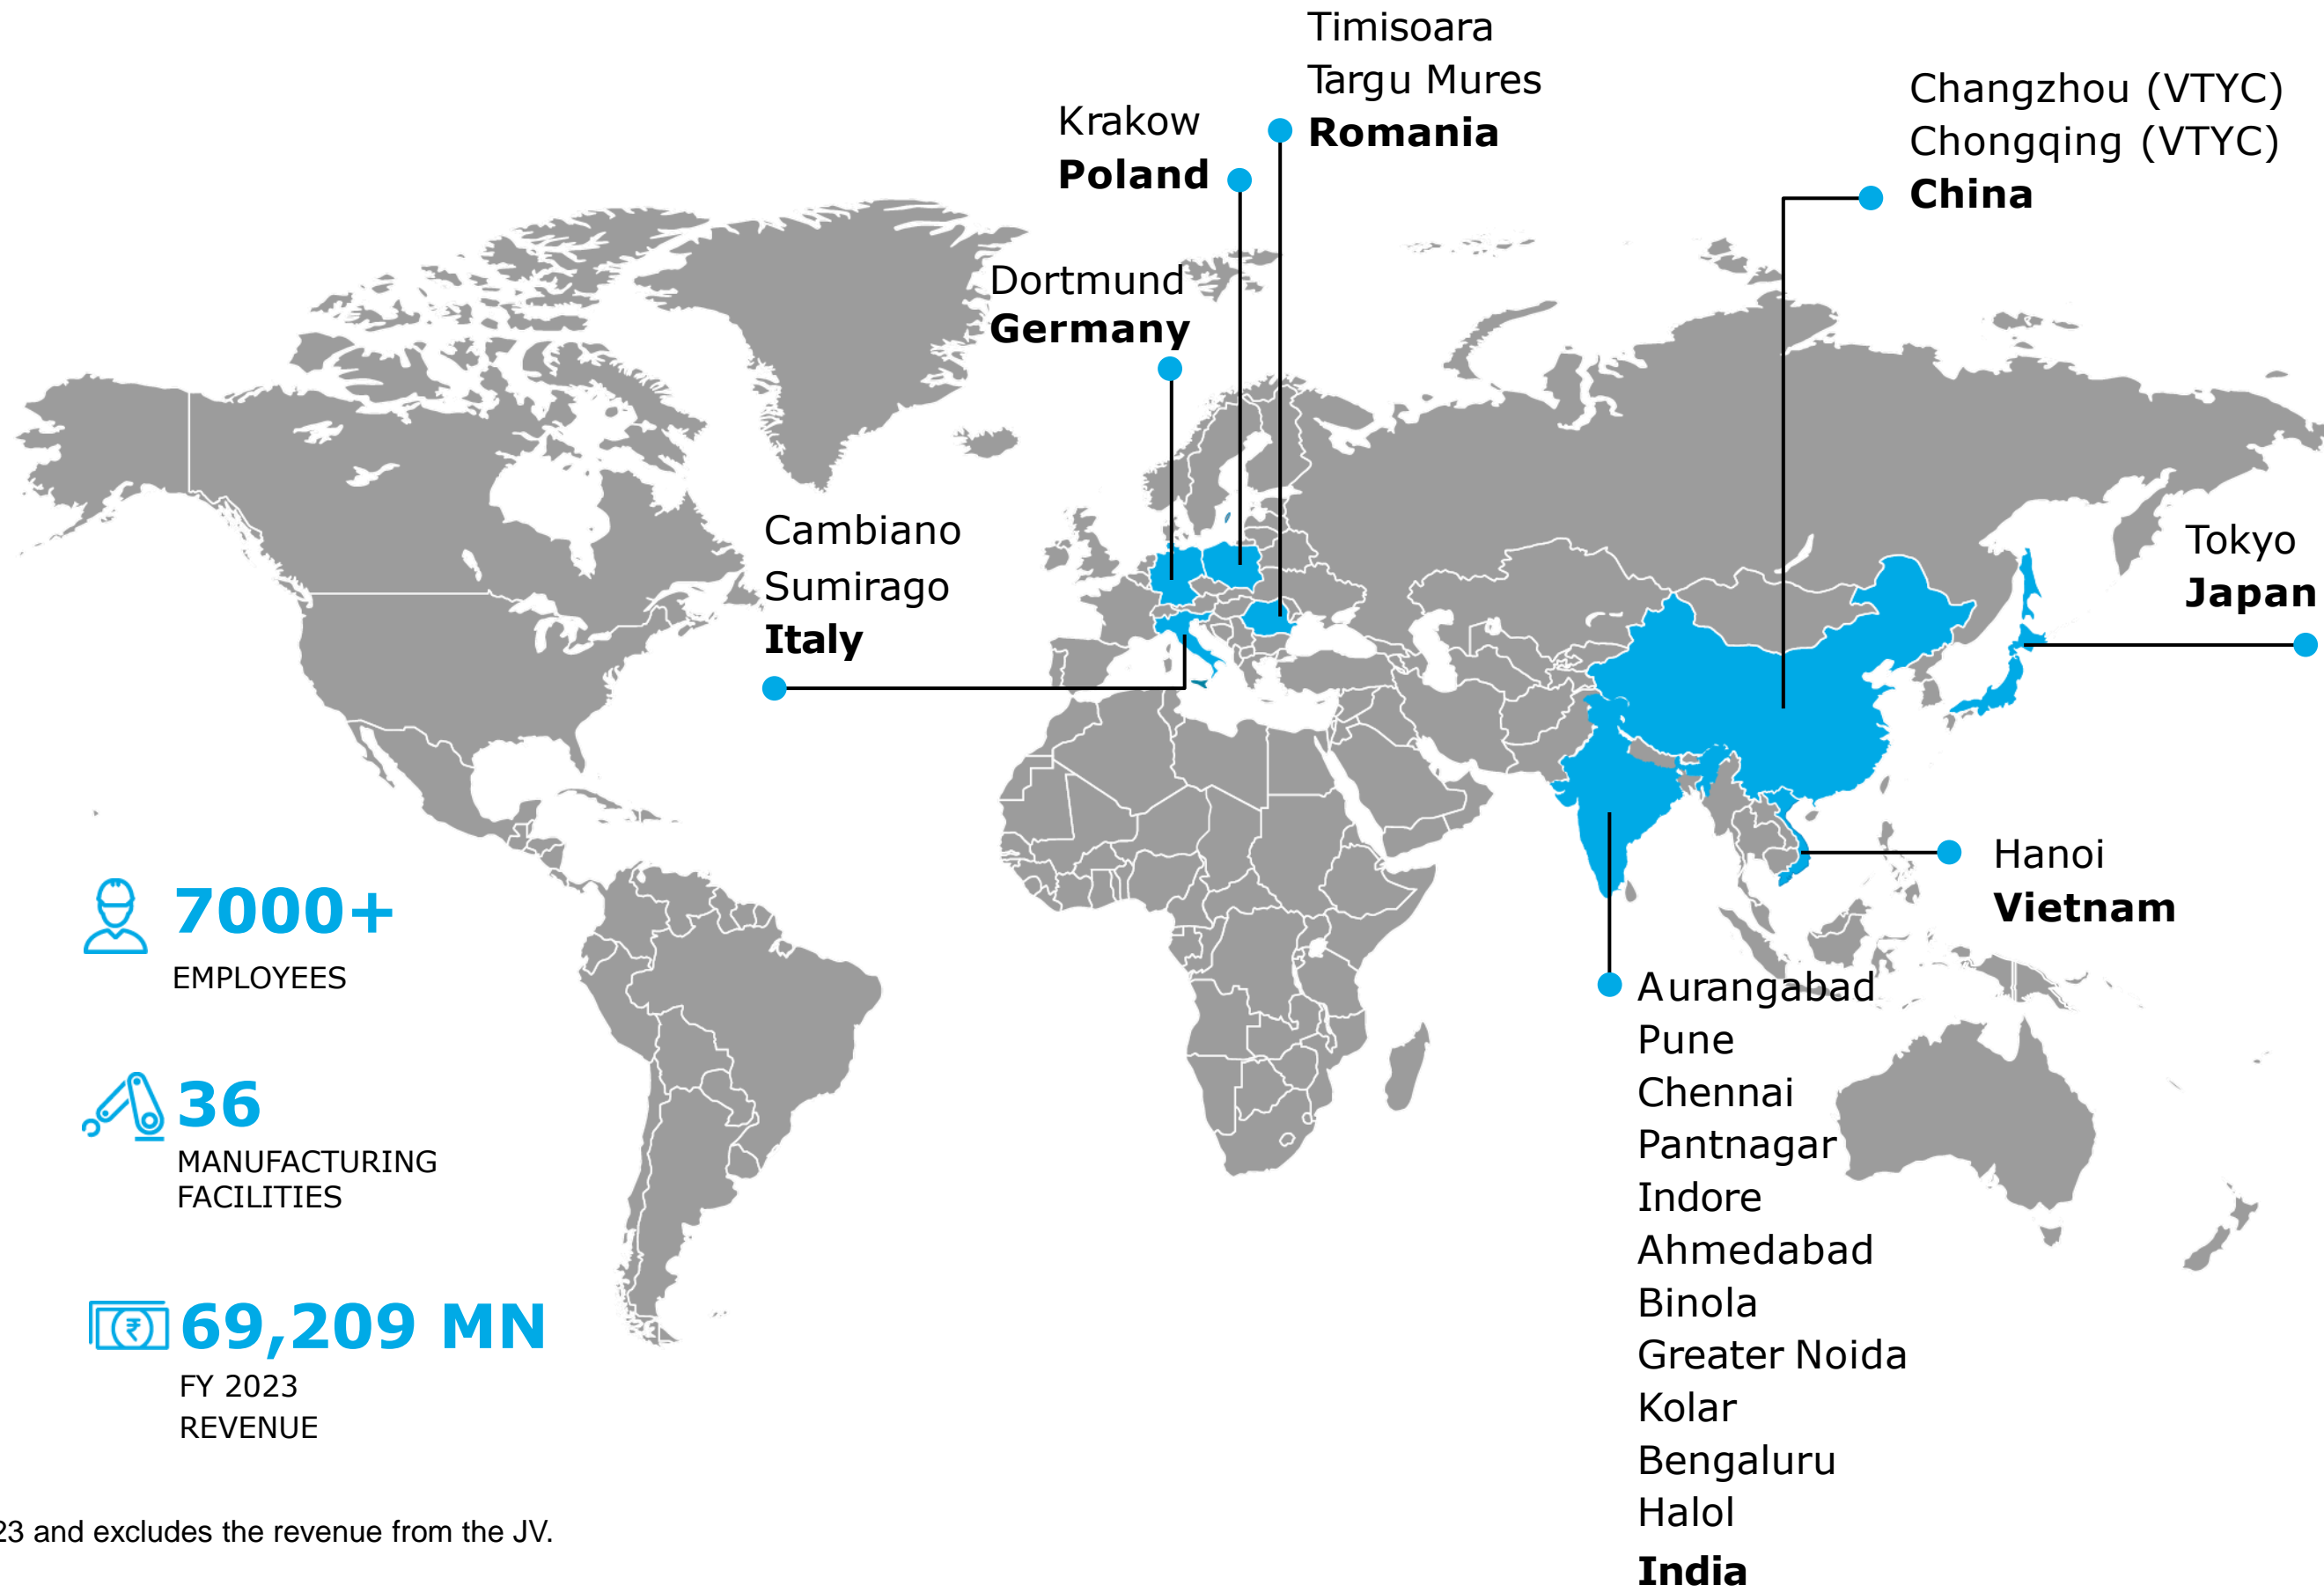 Timisoara
Targu Mures
Romania
Krakow
Poland
Changzhou (VTYC)
Chongqing (VTYC)
China
Dortmund
Germany
Cambiano
Sumirago
Italy
Tokyo
Japan
Hanoi
Vietnam
7000+
EMPLOYEES
36
MANUFACTURING
FACILITIES
₹ 69,209 MN
FY 2023
REVENUE
Aurangabad
Pune
Chennai
Pantnagar
Indore
Ahmedabad
Binola
Greater Noida
Kolar
Bengaluru
Halol
India
23 and excludes the revenue from the JV.